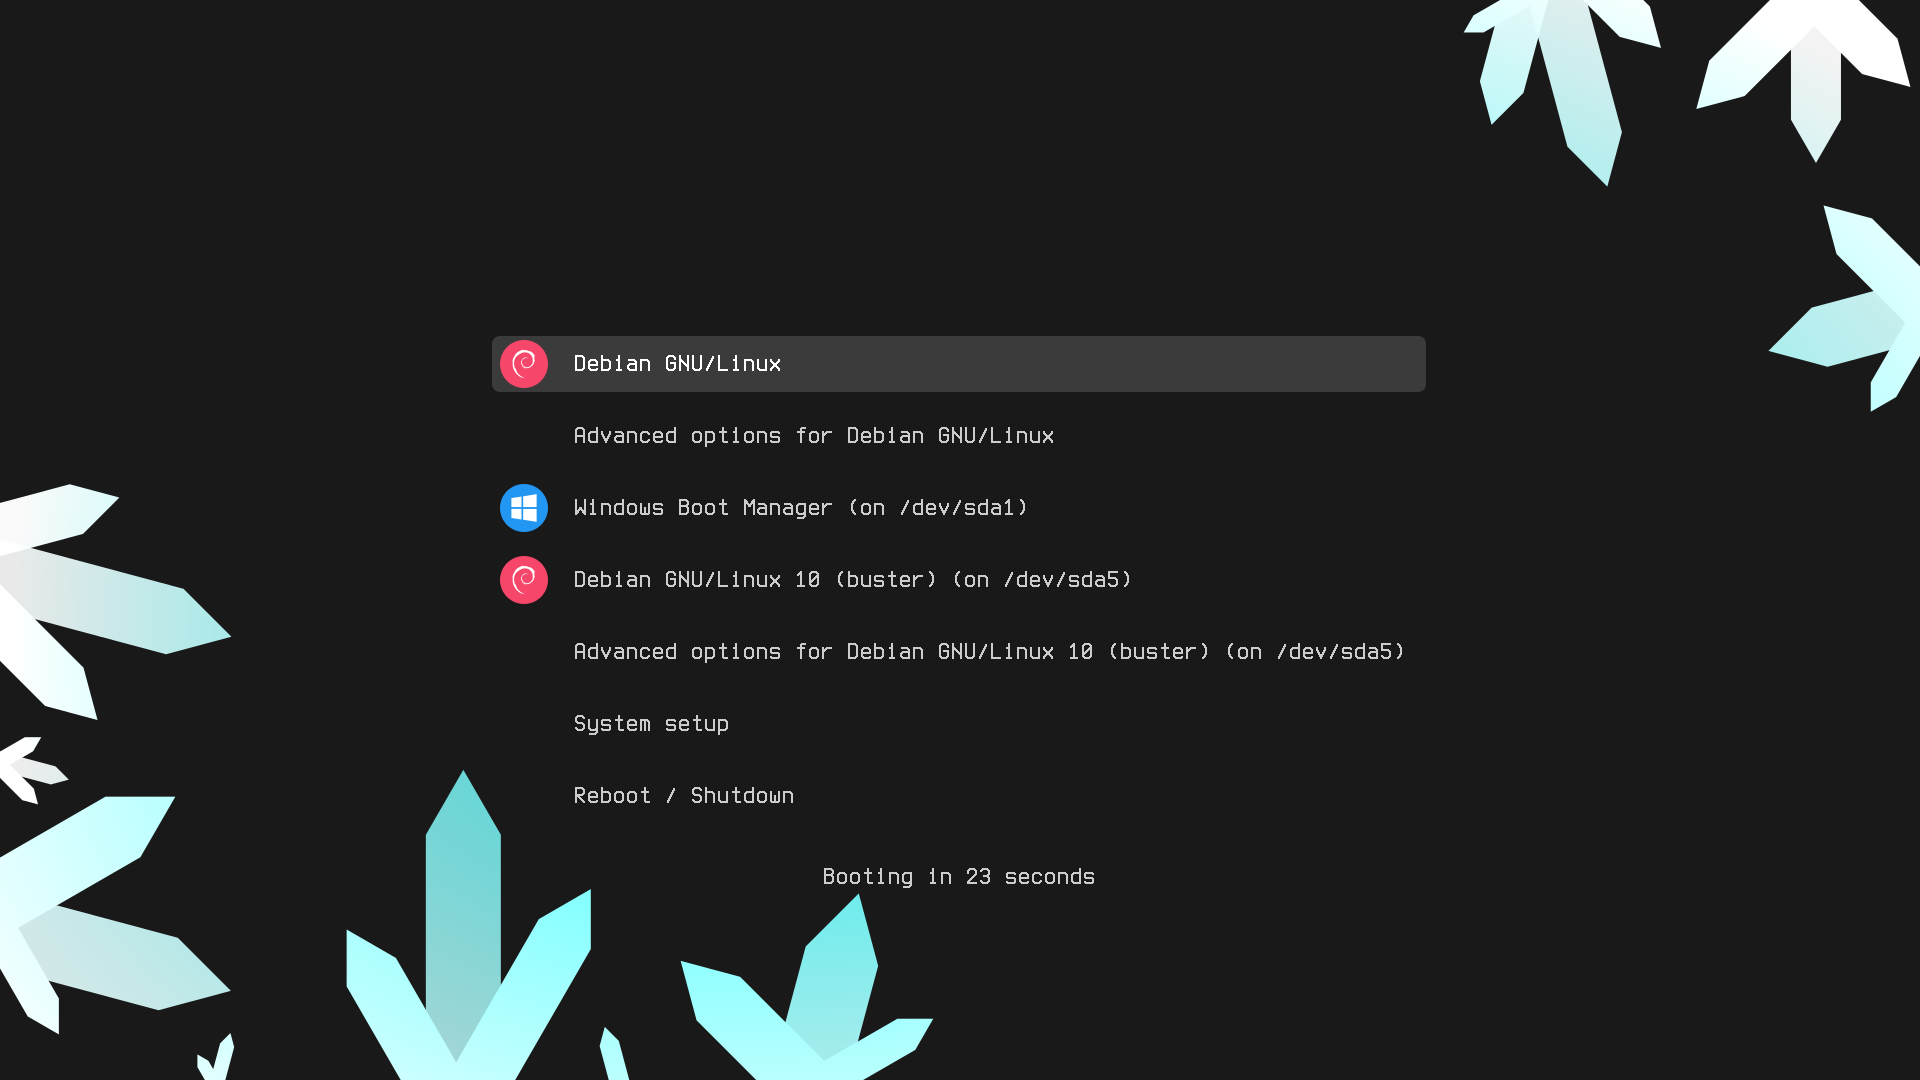 Debian GNU/Linux
Advanced options for Debian GNU/Linux
Windows Boot Manager (on /dev/sda1)
Debian GNU/Linux 10 (buster) (on /dev/sda5)
Advanced options for Debian GNU/Linux 10 (buster) (on /dev/sda5)
System setup
Reboot / Shutdown
Booting in 23 seconds